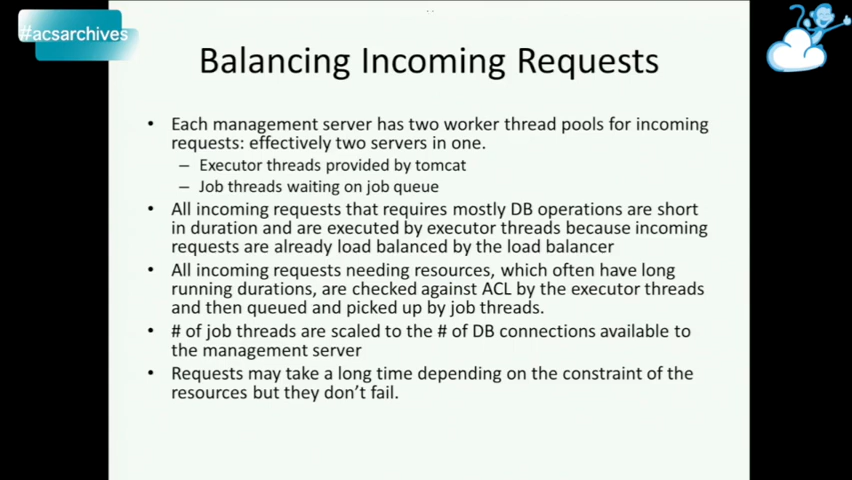 #acsarchives
Balancing Incoming Requests
• Each management server has two worker thread pools for incoming
requests: effectively two servers in one.
– Executor threads provided by tomcat
– Job threads waiting on job queue
• All incoming requests that requires mostly DB operations are short
in duration and are executed by executor threads because incoming
requests are already load balanced by the load balancer
• All incoming requests needing resources, which often have long
running durations, are checked against ACL by the executor threads
and then queued and picked up by job threads.
• # of job threads are scaled to the # of DB connections available to
the management server
• Requests may take a long time depending on the constraint of the
resources but they don’t fail.